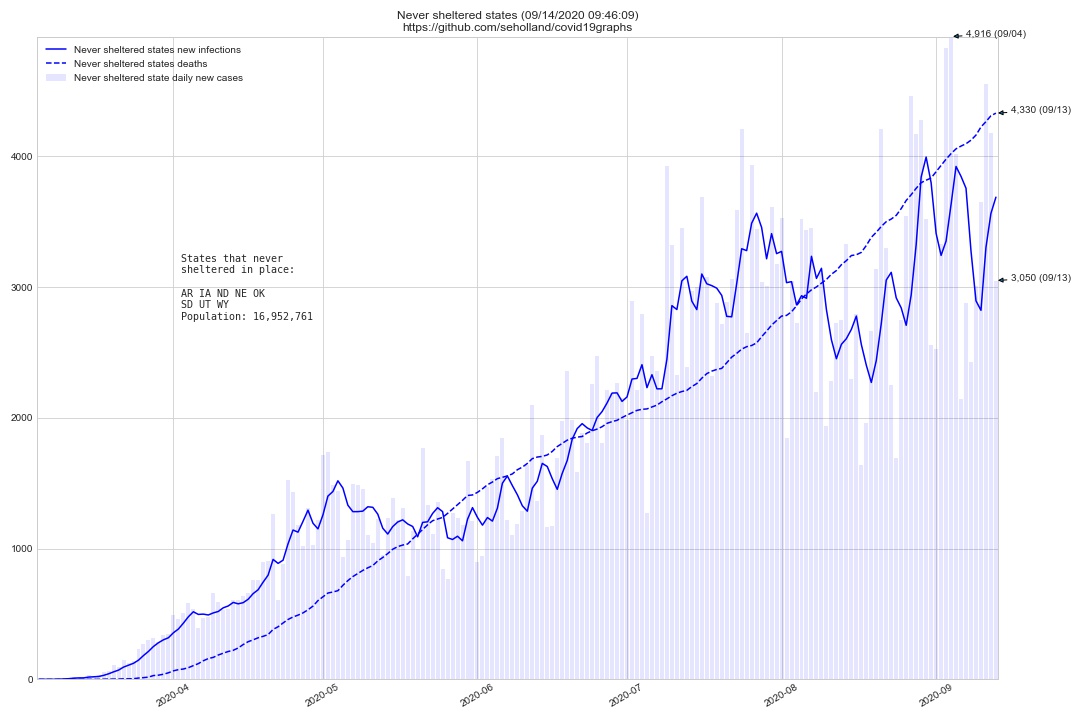 Never sheltered states (09/14/2020 09:46:09)
https://github.com/seholland/covid19graphs
4,916 (09/04)
Never sheltered states new infections
Never sheltered states deaths
Never sheltered state daily new cases
4,330 (09/13)
4000
States that never
sheltered in place:
AR IA ND NE OK
SD UT WY
Population: 16,952,761
3000
3,050 (09/13)
2000
1000
0
2020-04
2020-05
2020-06
2020-07
2020-08
2020-09